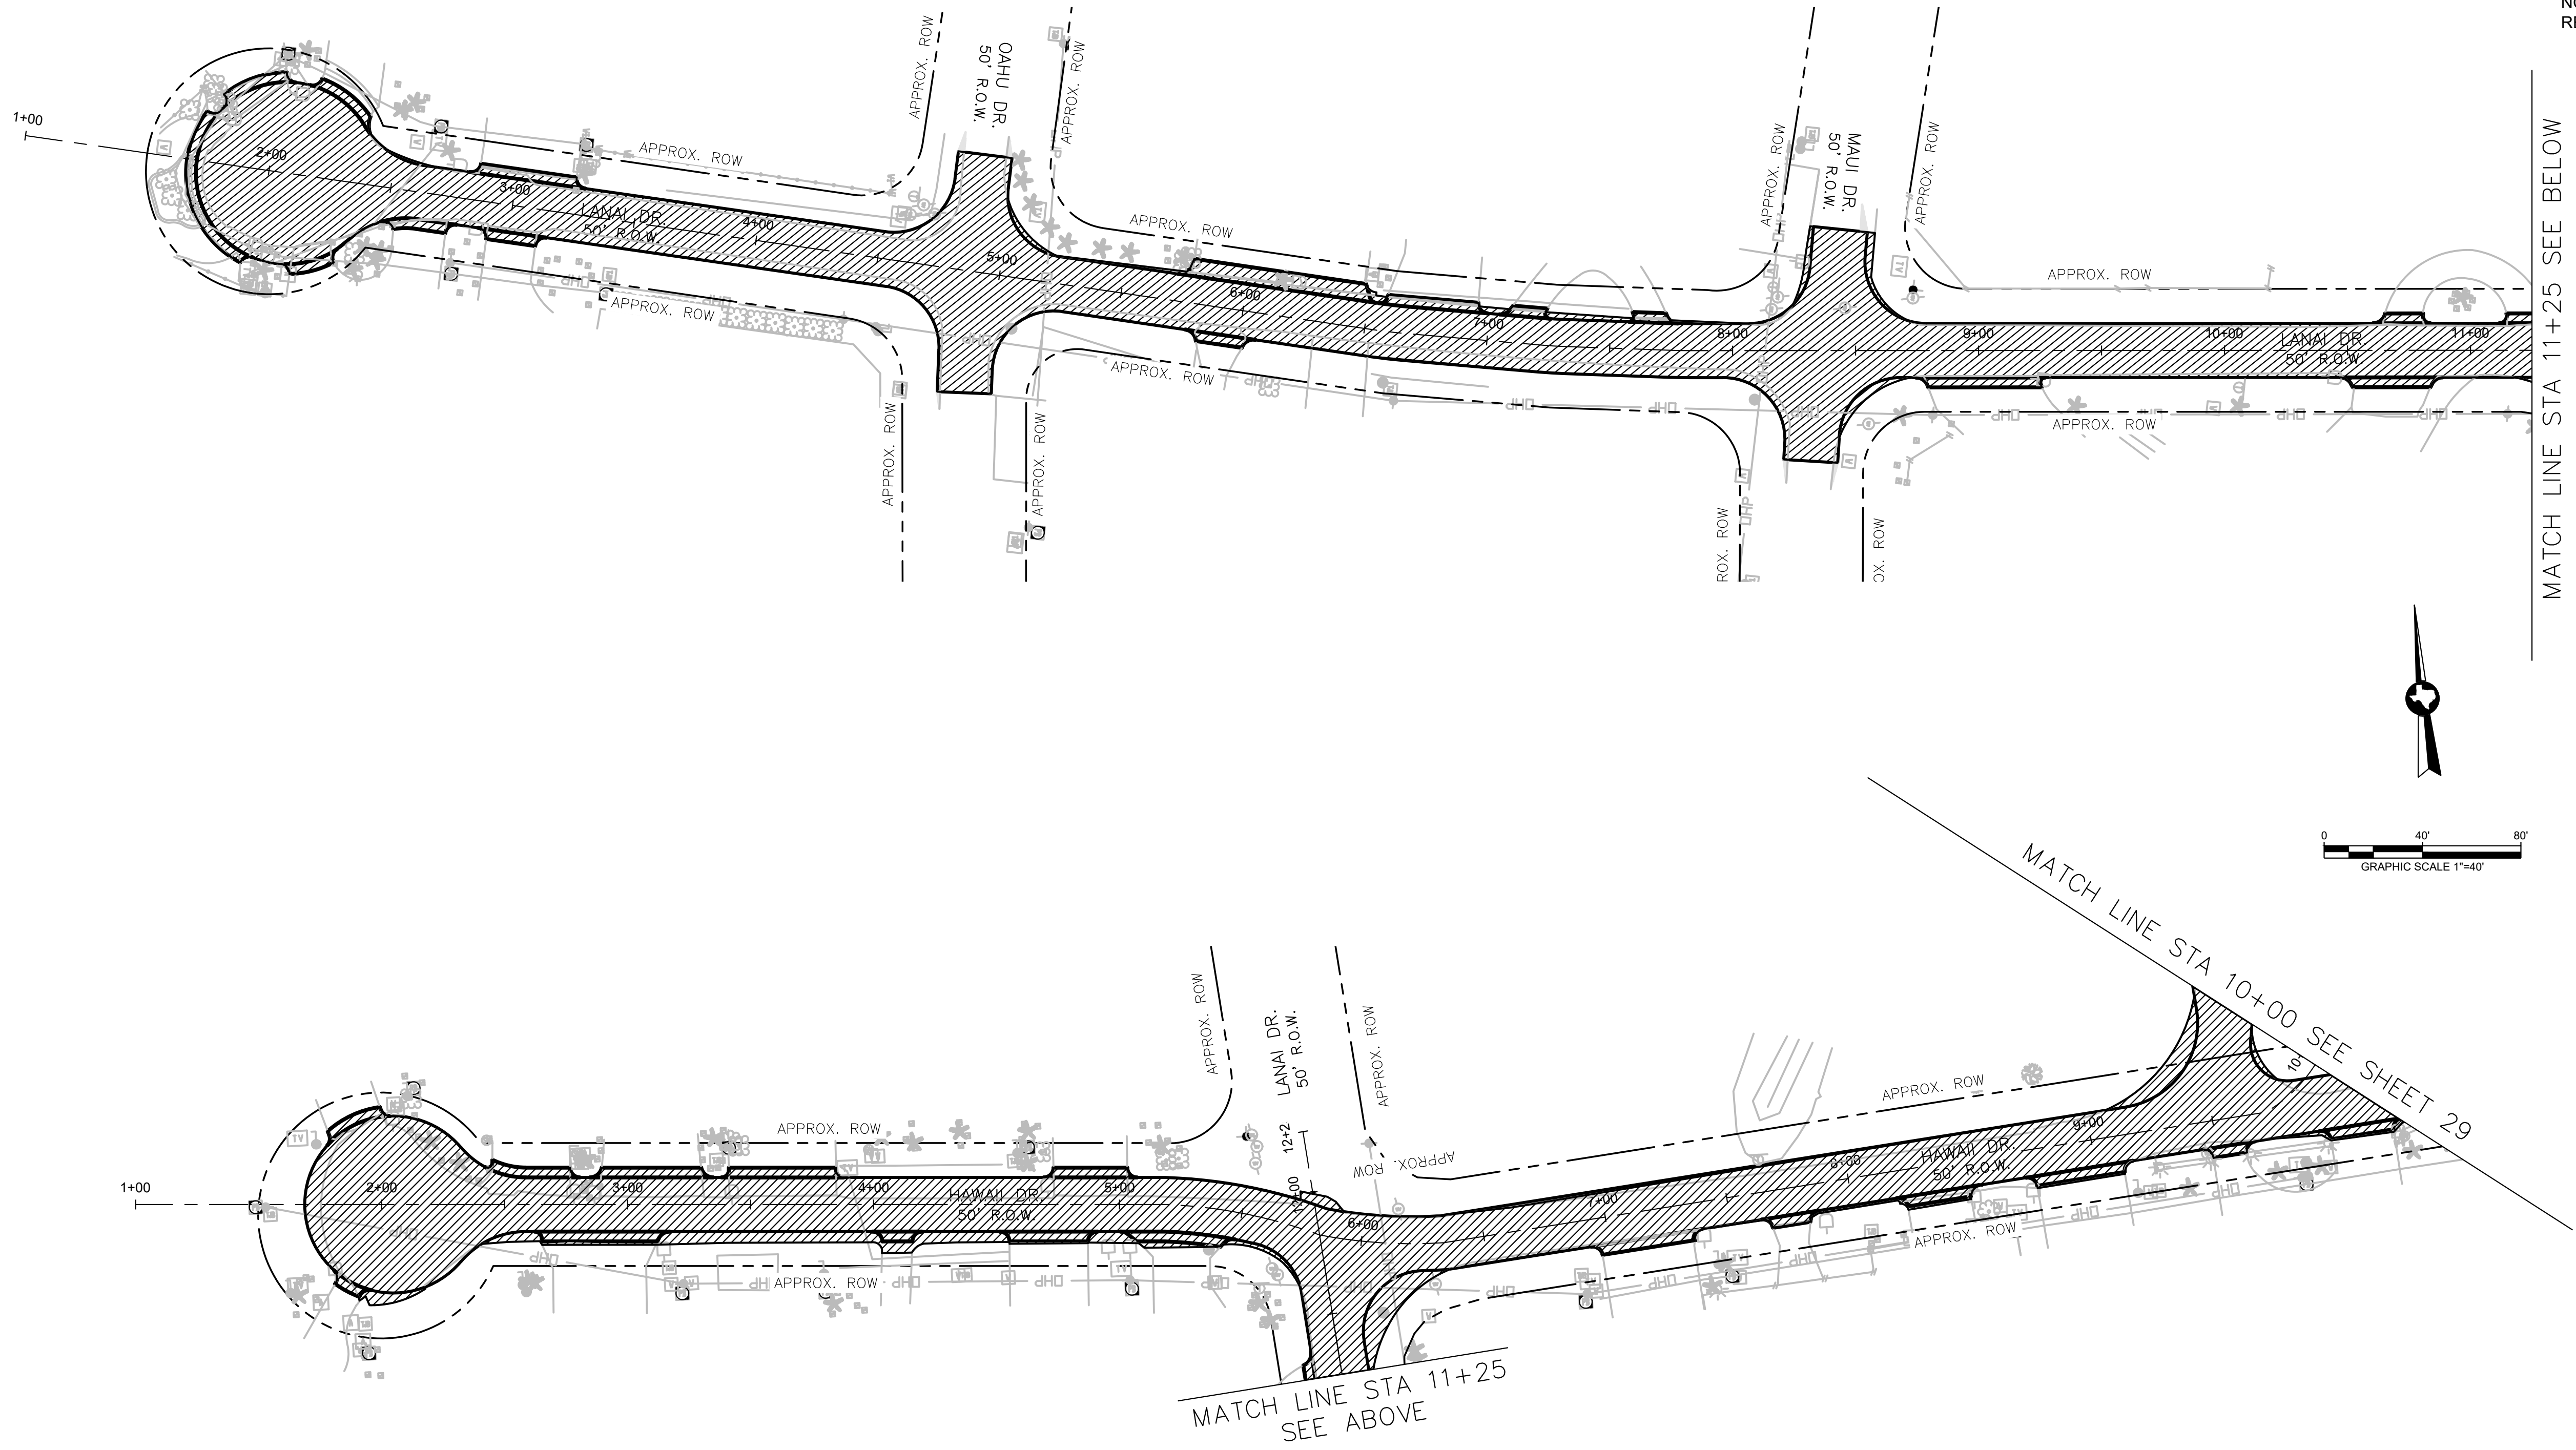 1+00
2+00
3+00
LANAI DR.
50' R.O.W.
4+00
APPROX. ROW
APPROX. ROW
APPROX. ROW
OAHU DR.
50' R.O.W.
APPROX. ROW
5+00
APPROX. ROW
APPROX. ROW
APPROX. ROW
APPROX. ROW
6+00
7+00
8+00
APPROX. ROW
MAUI DR.
50' R.O.W.
APPROX. ROW
9+00
APPROX. ROW
APPROX. ROW
10+00
LANAI DR
50' R.O.W
11+00
MATCH LINE STA 11+25 SEE BELOW
0
40'
80'
GRAPHIC SCALE 1"=40'
MATCH LINE STA 10+00 SEE SHEET 29
1+00
2+00
3+00
4+00
HAWAII DR.
50' R.O.W.
5+00
APPROX. ROW
APPROX. ROW
APPROX. ROW
LANAI DR.
50' R.O.W.
12+2
12+00
APPROX. ROW
APPROX. ROW
6+00
7+00
8+00
HAWAII DR.
50' R.O.W.
9+00
APPROX. ROW
APPROX. ROW
MATCH LINE STA 11+25
SEE ABOVE